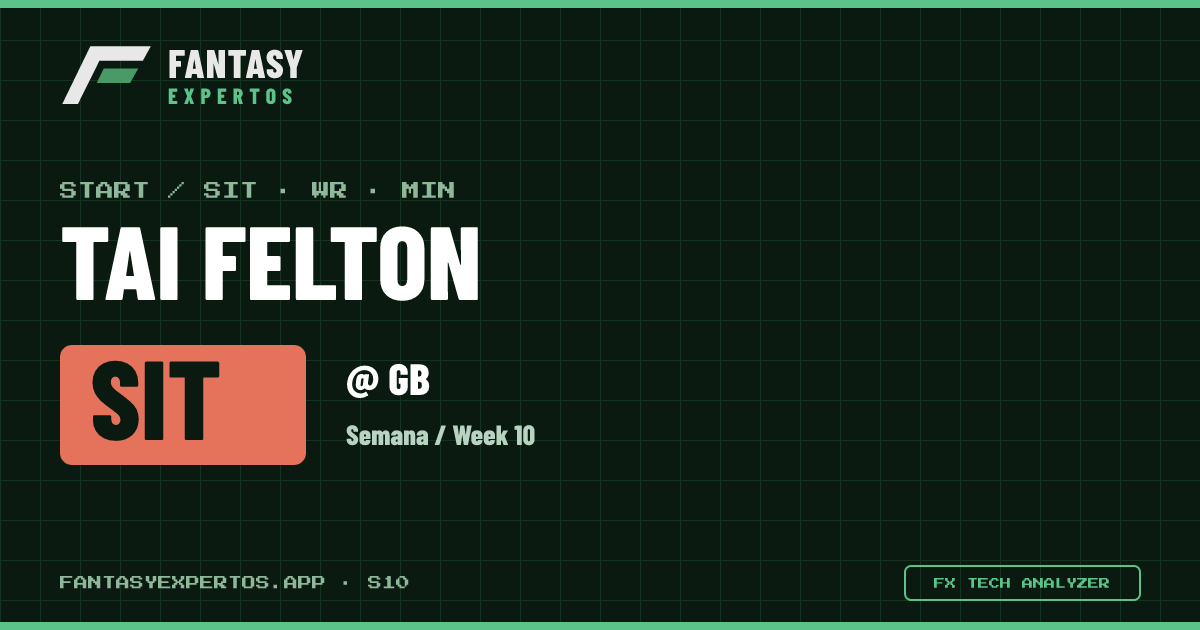 FANTASY
EXPERTOS
START / SIT · WR · MIN
TAI FELTON
SIT
@ GB
Semana / Week 10
FANTASYEXPERTOS.APP · S10
FX TECH ANALYZER